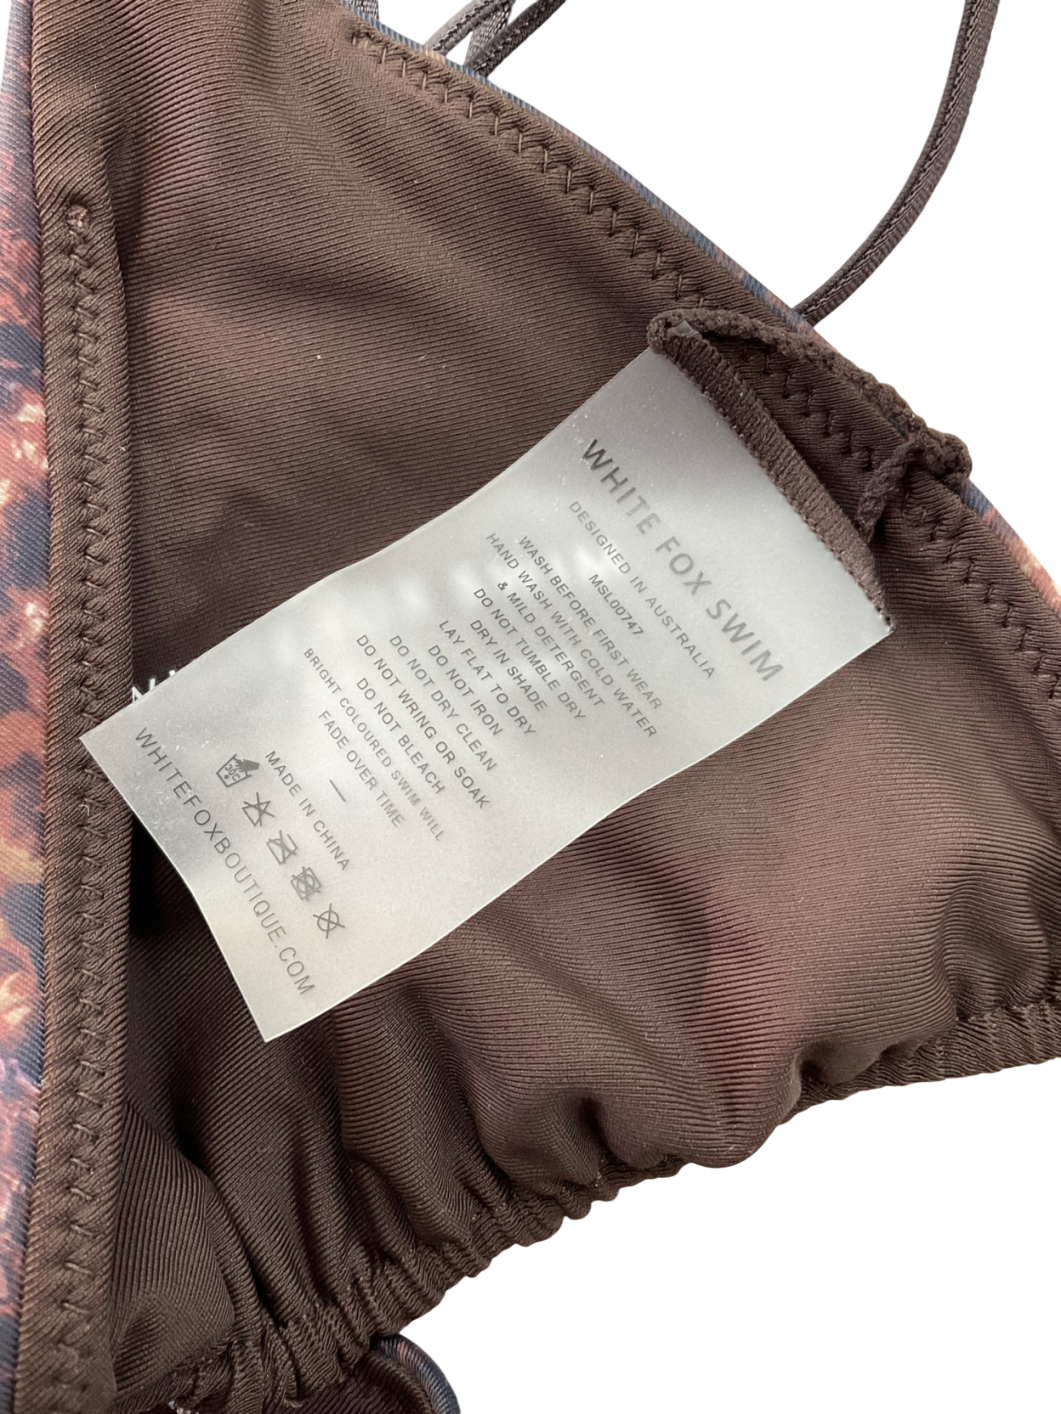 WHITE FOX SWIM
DESIGNED IN AUSTRALIA
MSL00747
WASH BEFORE FIRST WEAR
HAND WASH WITH COLD WATER
& MILD DETERGENT
DO NOT TUMBLE DRY
DRY IN SHADE
LAY FLAT TO DRY
DO NOT IRON
DO NOT DRY CLEAN
DO NOT WRING OR SOAK
DO NOT BLEACH
BRIGHT COLOURED SWIM WILL
FADE OVER TIME
—
MADE IN CHINA
30C
WHITEFOXBOUTIQUE.COM